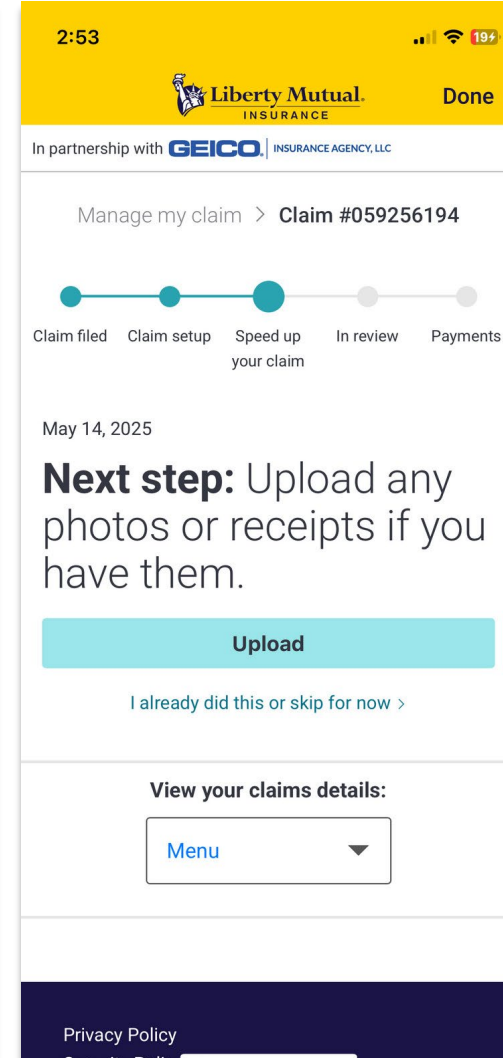 2:53
19
Liberty Mutual.
INSURANCE
Done
In partnership with GEICO. INSURANCE AGENCY, LLC
Manage my claim > Claim #059256194
Claim filed Claim setup Speed up your claim In review Payments
May 14, 2025
Next step: Upload any
photos or receipts if you
have them.
Upload
I already did this or skip for now >
View your claims details:
Menu
Privacy Policy